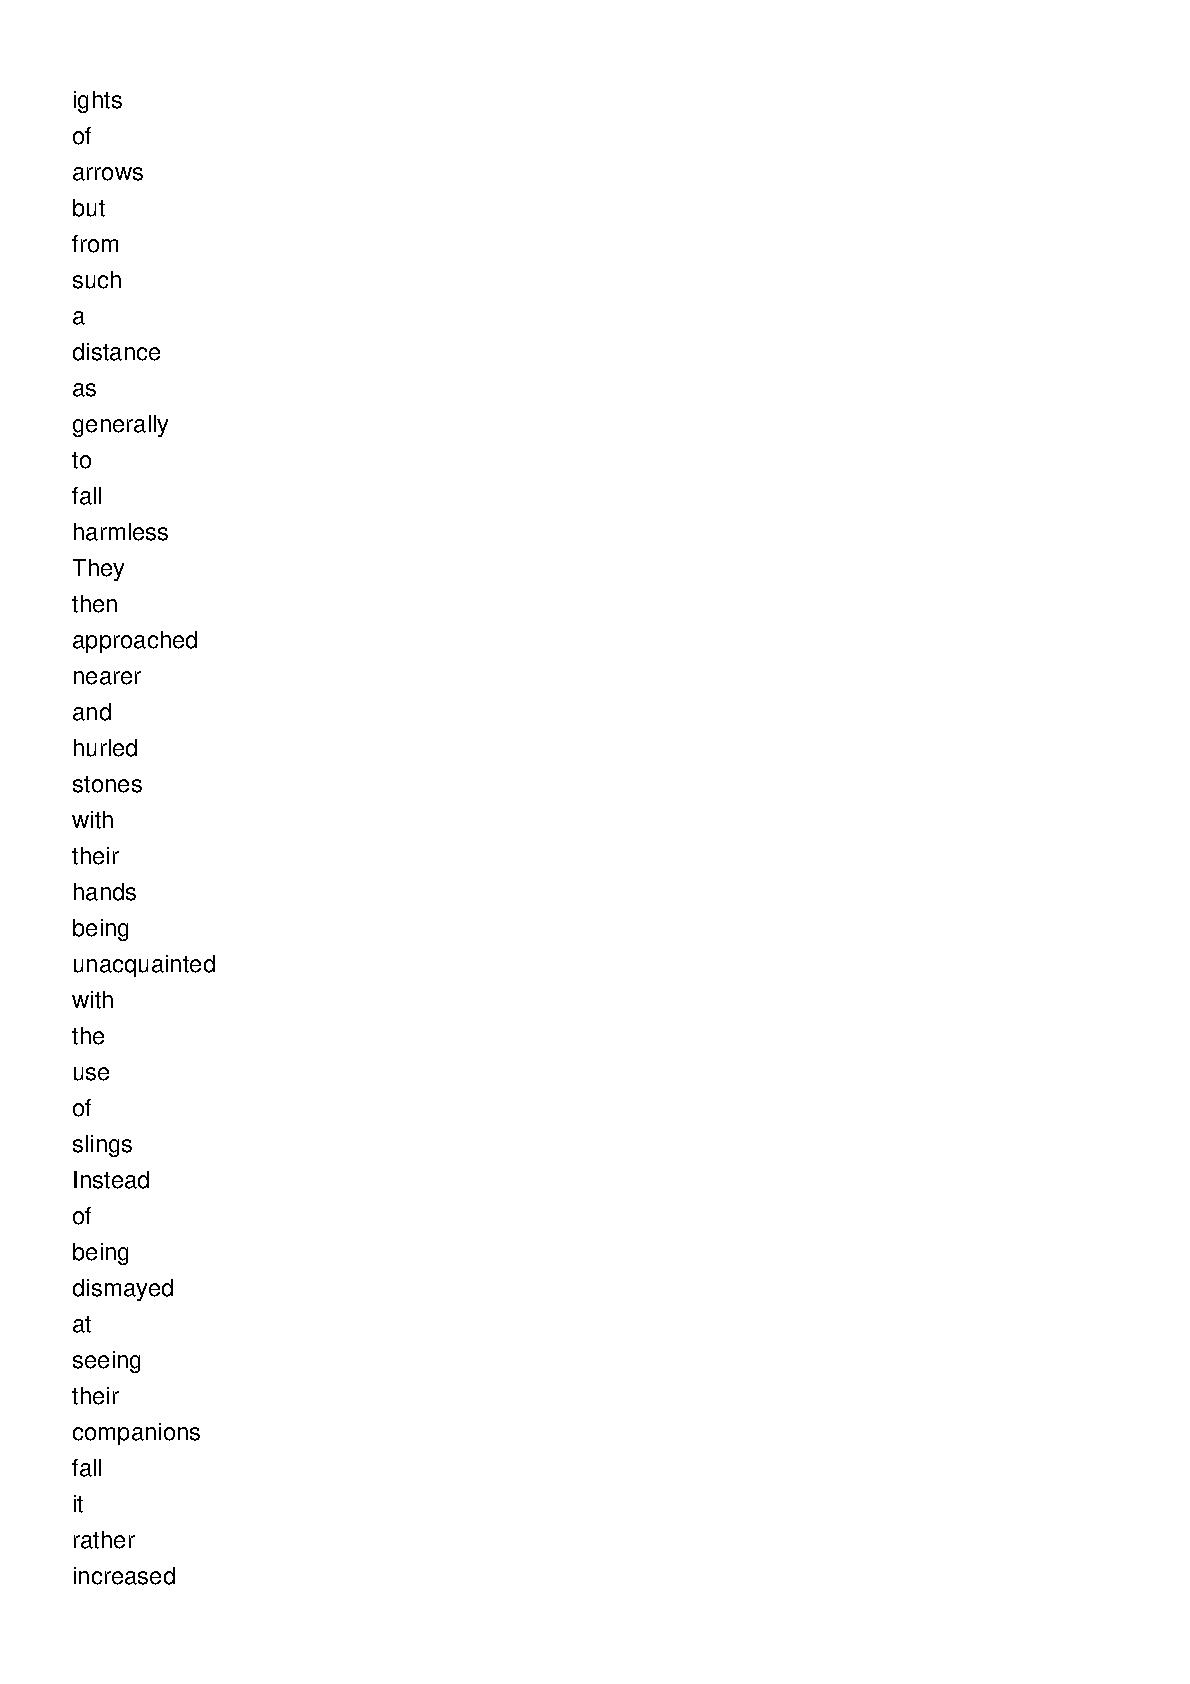 ights
of
arrows
but
from
such
a
distance
as
generally
to
fall
harmless
They
then
approached
nearer
and
hurled
stones
with
their
hands
being
unacquainted
with
the
use
of
slings
Instead
of
being
dismayed
at
seeing
their
companions
fall
it
rather
increased